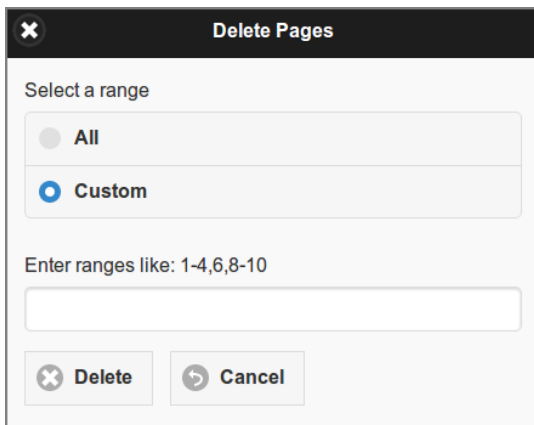 Delete Pages
Select a range
All
Custom
Enter ranges like: 1-4,6,8-10
Delete Cancel